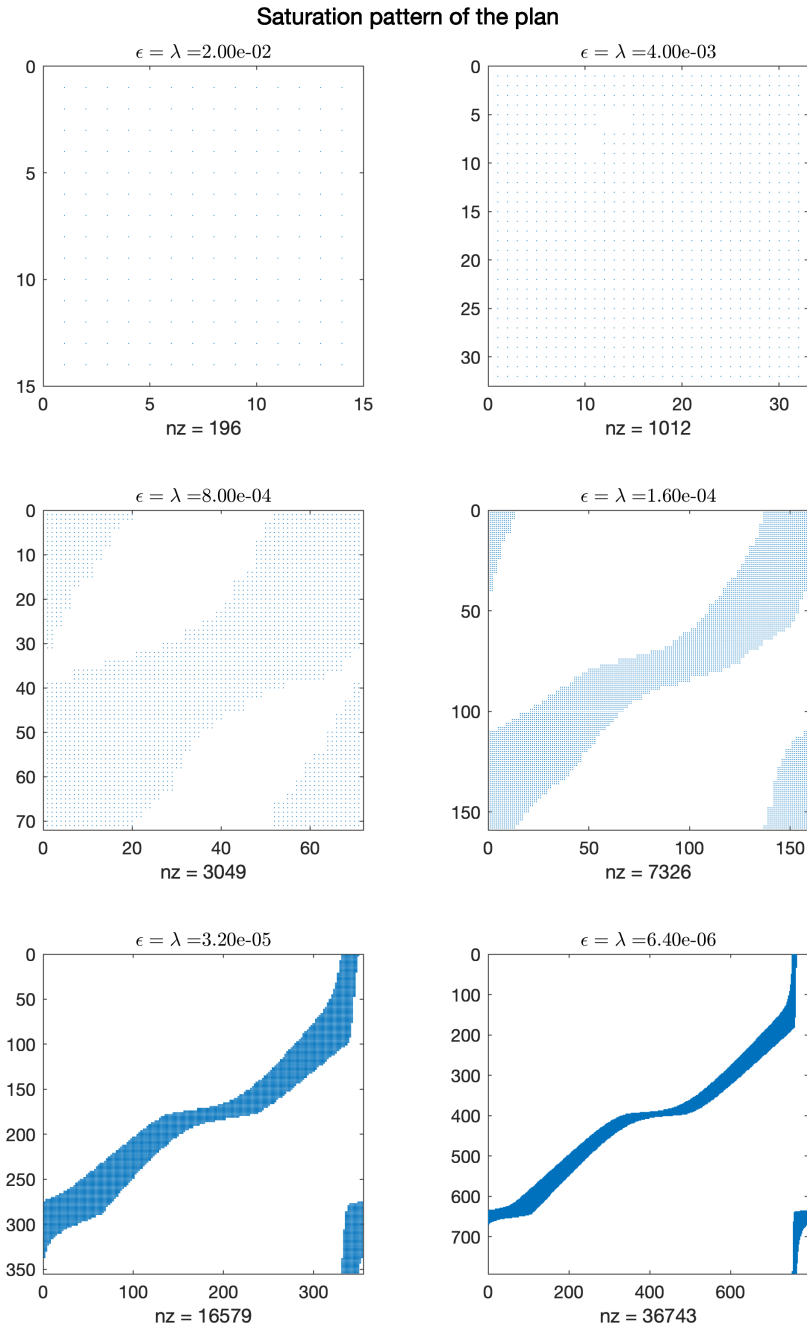 Saturation pattern of the plan
ϵ = λ =2.00e-02
0
5
10
15
0 5 10 15
nz = 196
ϵ = λ =4.00e-03
0
5
10
15
20
25
30
0 10 20 30
nz = 1012
ϵ = λ =8.00e-04
0
10
20
30
40
50
60
70
0 20 40 60
nz = 3049
ϵ = λ =1.60e-04
0
50
100
150
0 50 100 150
nz = 7326
ϵ = λ =3.20e-05
0
50
100
150
200
250
300
350
0 100 200 300
nz = 16579
ϵ = λ =6.40e-06
0
100
200
300
400
500
600
700
0 200 400 600
nz = 36743